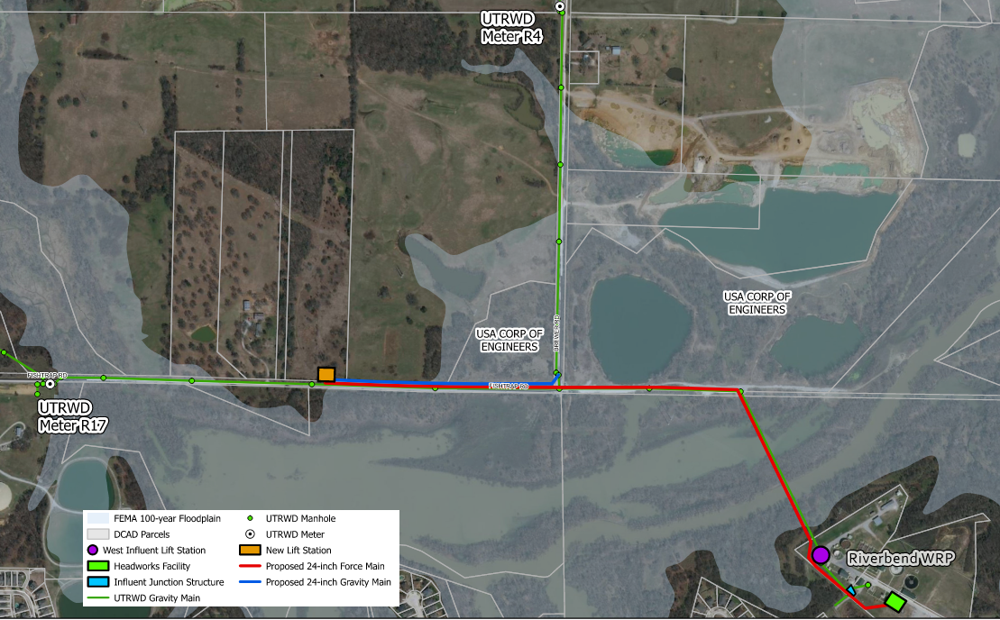 UTRWD
Meter R4
USA CORP OF
ENGINEERS
USA CORP OF
ENGINEERS
BREWER RD
FISHTRAP RD
FISHTRAP RD
UTRWD
Meter R17
Riverbend WRP
FEMA 100-year Floodplain
DCAD Parcels
West Influent Lift Station
Headworks Facility
Influent Junction Structure
UTRWD Gravity Main
UTRWD Manhole
UTRWD Meter
New Lift Station
Proposed 24-inch Force Main
Proposed 24-inch Gravity Main